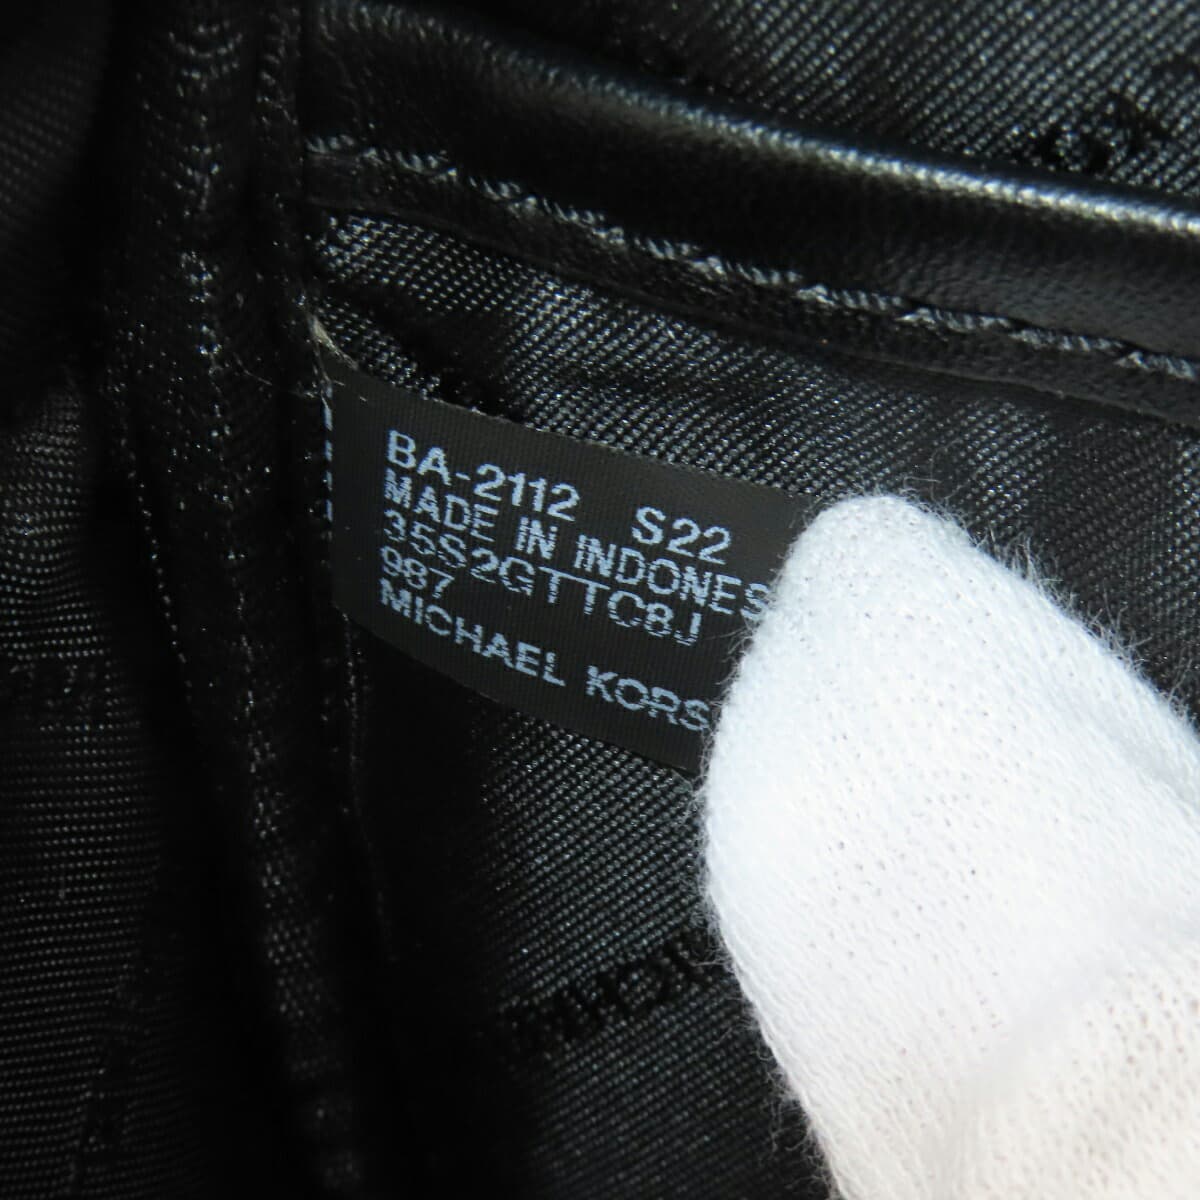 BA-2112 S22
MADE IN INDONES
35S2GTTC8J
987
MICHAEL KORS